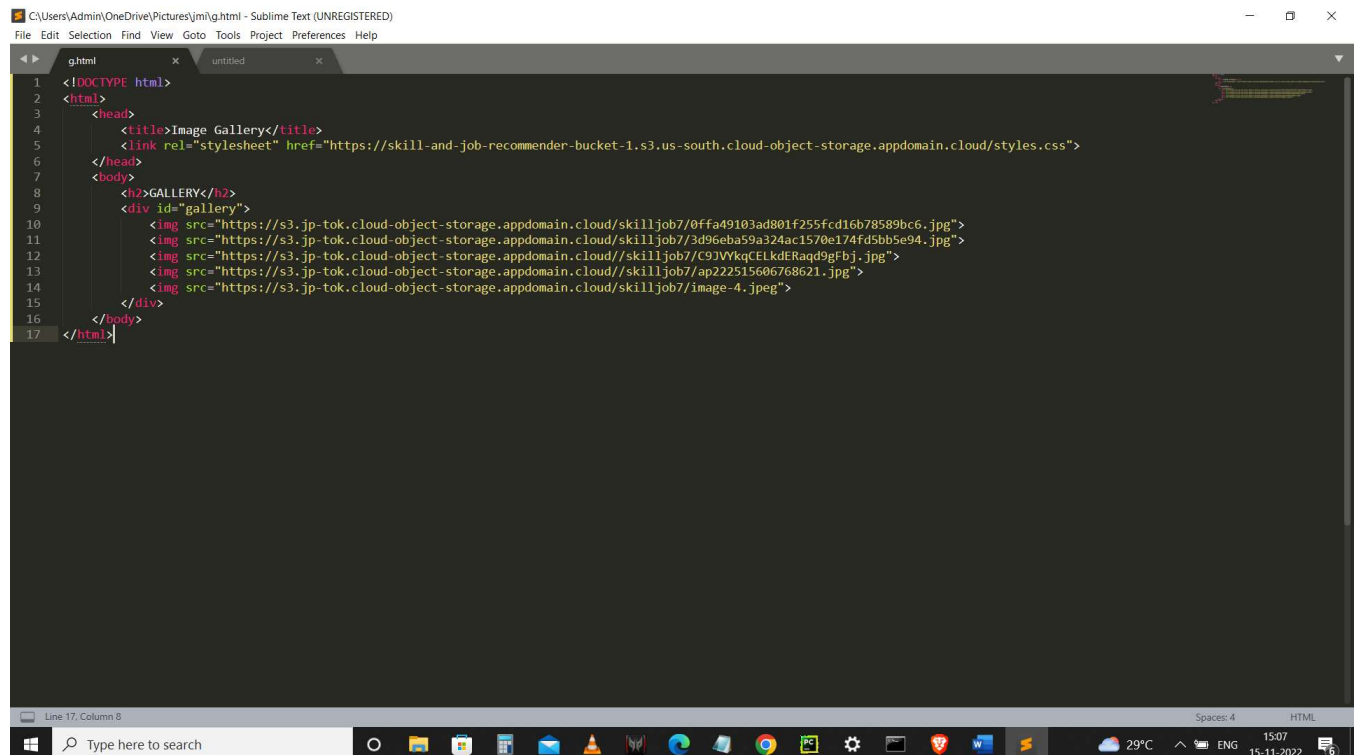 C:\Users\Admin\OneDrive\Pictures\jmi\g.html - Sublime Text (UNREGISTERED)
File Edit Selection Find View Goto Tools Project Preferences Help
g.html × untitled ×
1 <!DOCTYPE html>
2 <html>
3 <head>
4 <title>Image Gallery</title>
5 <link rel="stylesheet" href="https://skill-and-job-recommender-bucket-1.s3.us-south.cloud-object-storage.appdomain.cloud/styles.css">
6 </head>
7 <body>
8 <h2>GALLERY</h2>
9 <div id="gallery">
10 <img src="https://s3.jp-tok.cloud-object-storage.appdomain.cloud/skilljob7/0ffa49103ad801f255fcd16b78589bc6.jpg">
11 <img src="https://s3.jp-tok.cloud-object-storage.appdomain.cloud/skilljob7/3d96eba59a324ac1570e174fd5bb5e94.jpg">
12 <img src="https://s3.jp-tok.cloud-object-storage.appdomain.cloud//skilljob7/C9JVYkqCELkdERaqd9gFbj.jpg">
13 <img src="https://s3.jp-tok.cloud-object-storage.appdomain.cloud//skilljob7/ap222515606768621.jpg">
14 <img src="https://s3.jp-tok.cloud-object-storage.appdomain.cloud/skilljob7/image-4.jpeg">
15 </div>
16 </body>
17 </html>
Line 17, Column 8 Spaces: 4 HTML
Type here to search 29°C ENG 15:07
15-11-2022 6